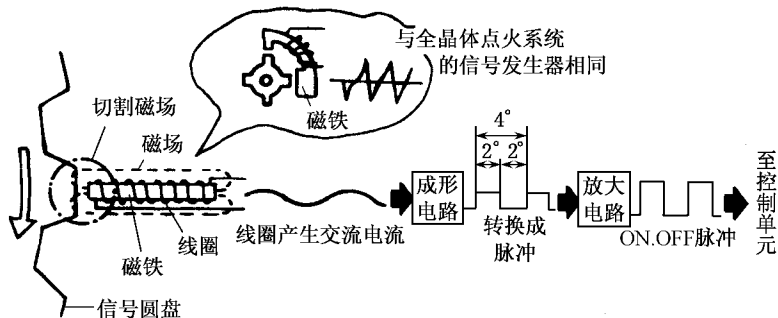 与全晶体点火系统
的信号发生器相同
磁铁
切割磁场
磁场
4°
2° 2°
成形
电路
放大
电路
至控制单元
线圈
磁铁
线圈产生交流电流
转换成
脉冲
ON.OFF脉冲
信号圆盘